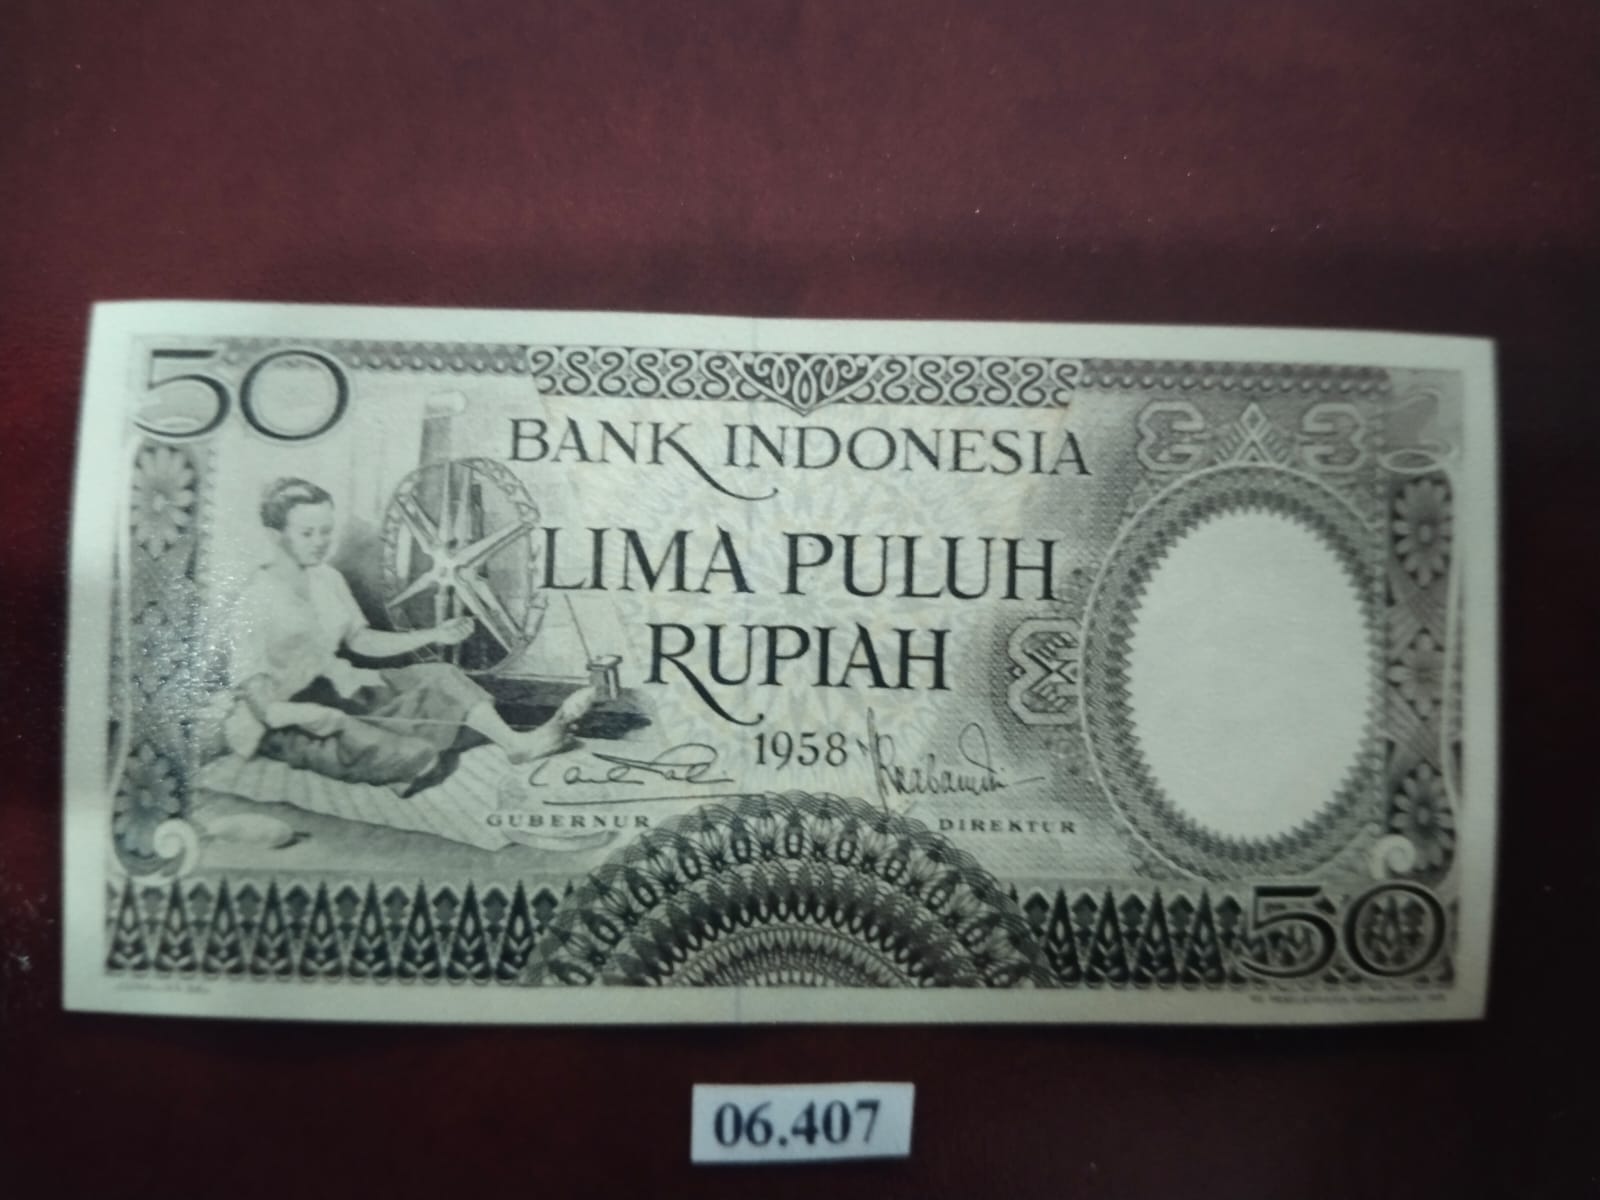 50
BANK INDONESIA
LIMA PULUH
RUPIAH
1958
GUBERNUR DIREKTUR
50
06.407